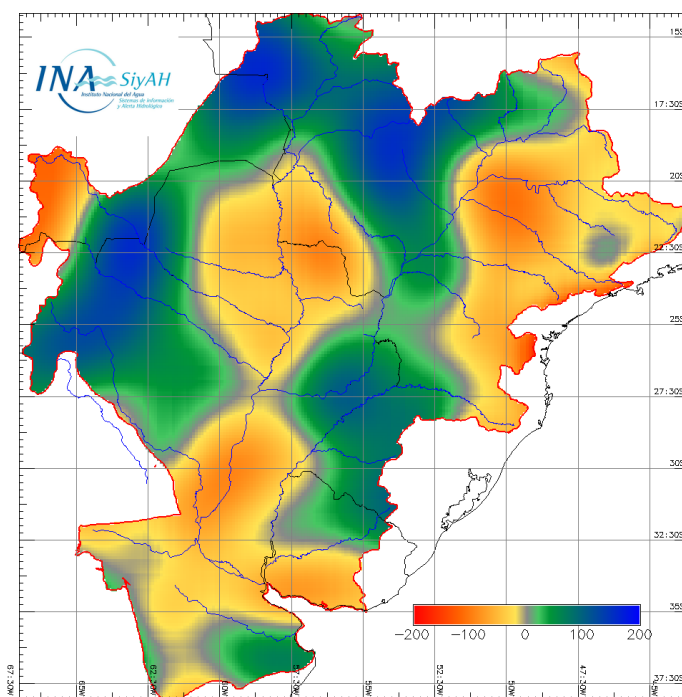 15S
INA SiyAH
Instituto Nacional del Agua
Sistemas de Información
y Alerta Hidrológico
17:30S
20S
22:30S
25S
27:30S
30S
32:30S
35S
37:30S
-200 -100 0 100 200
67:30W 62:30W 60W 57:30W 55W 52:30W 50W 47:30W